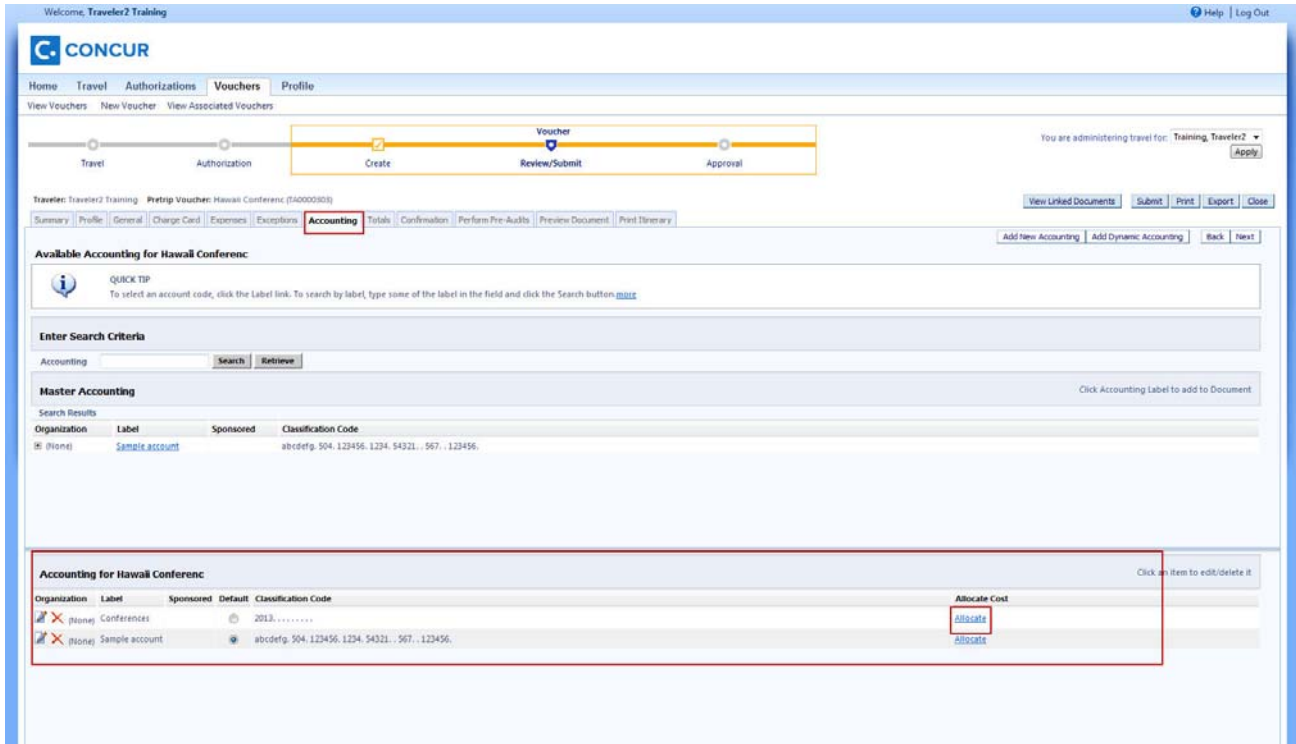 Welcome, Traveler2 Training
Help | Log Out
C. CONCUR
Home Travel Authorizations Vouchers Profile
View Vouchers New Voucher View Associated Vouchers
Voucher
Travel Authorization Create Review/Submit Approval
You are administering travel for: Training, Traveler2
Apply
Traveler: Traveler2 Training Pretrip Voucher: Hawaii Conferenc (TA0000303)
View Linked Documents Submit Print Export Close
Summary Profile General Charge Card Expenses Exceptions Accounting Totals Confirmation Perform Pre-Audits Preview Document Print Itinerary
Add New Accounting Add Dynamic Accounting Back Next
Available Accounting for Hawaii Conferenc
QUICK TIP
To select an account code, click the Label link. To search by label, type some of the label in the field and click the Search button.more
Enter Search Criteria
Accounting Search Retrieve
Master Accounting Click Accounting Label to add to Document
Search Results
Organization Label Sponsored Classification Code
(None) Sample account abcdefg. 504. 123456. 1234. 54321. . 567. . 123456.
Accounting for Hawaii Conferenc Click an item to edit/delete it
Organization Label Sponsored Default Classification Code Allocate Cost
(None) Conferences 2013. . . . . . . . . Allocate
(None) Sample account abcdefg. 504. 123456. 1234. 54321. . 567. . 123456. Allocate